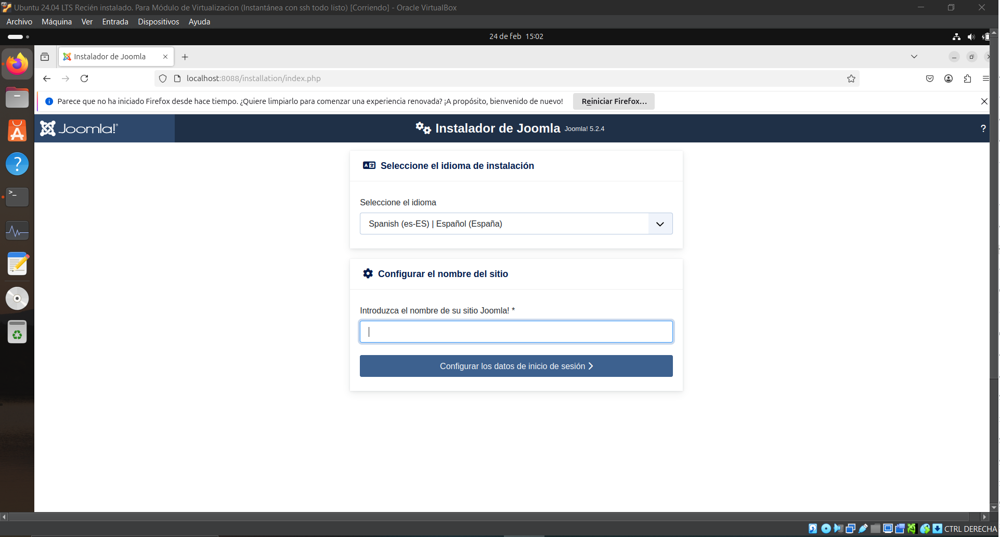 Ubuntu 24.04 LTS Recién instalado. Para Módulo de Virtualizacion (Instantánea con ssh todo listo) [Corriendo] - Oracle VirtualBox
Archivo Máquina Ver Entrada Dispositivos Ayuda
24 de feb 15:02
Instalador de Joomla
localhost:8088/installation/index.php
Parece que no ha iniciado Firefox desde hace tiempo. ¿Quiere limpiarlo para comenzar una experiencia renovada? ¡A propósito, bienvenido de nuevo! Reiniciar Firefox...
Joomla!® Instalador de Joomla Joomla! 5.2.4 ?
Seleccione el idioma de instalación
Seleccione el idioma
Spanish (es-ES) | Español (España)
Configurar el nombre del sitio
Introduzca el nombre de su sitio Joomla! *
Configurar los datos de inicio de sesión
CTRL DERECHA